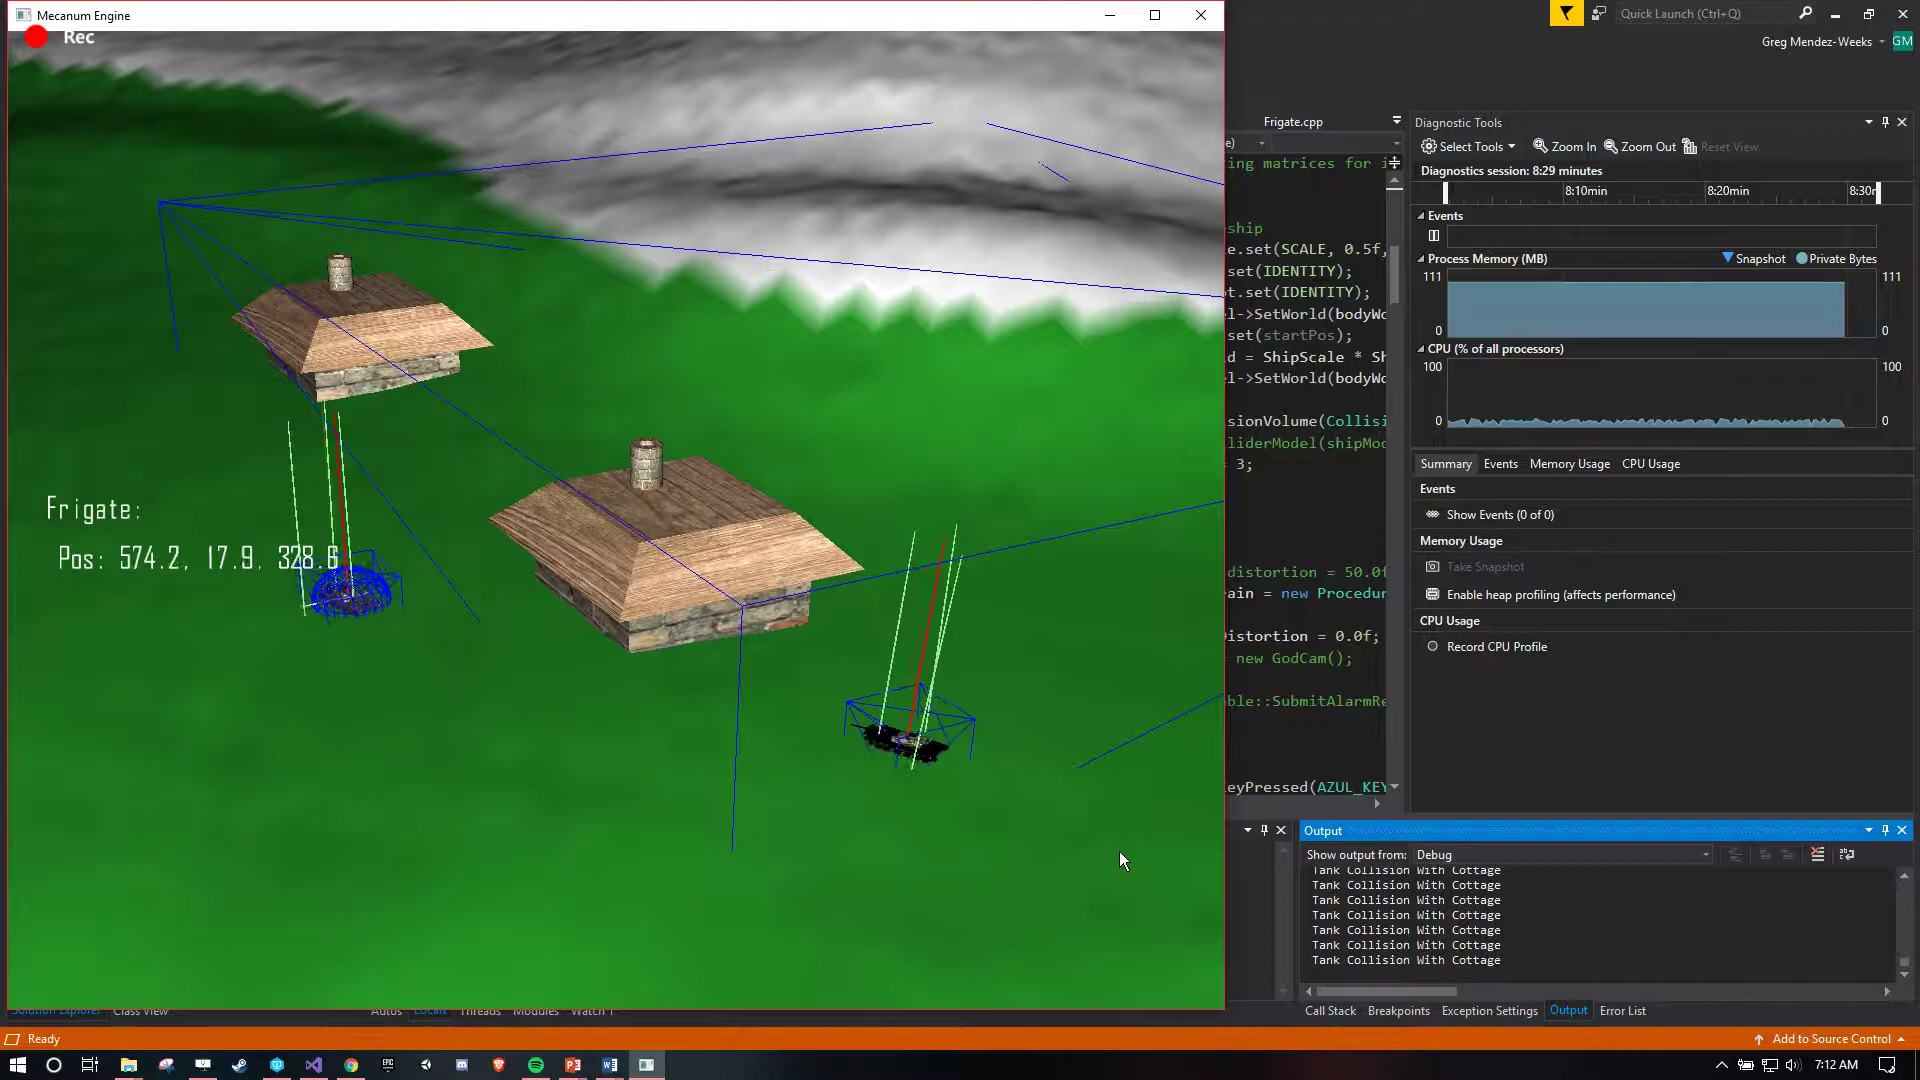 Mecanum Engine
Rec
Quick Launch (Ctrl+Q)
Greg Mendez-Weeks
GM
Frigate.cpp
e)
ing matrices for i
ship
e.set(SCALE, 0.5f,
set(IDENTITY);
t.set(IDENTITY);
el->SetWorld(bodyWo
set(startPos);
d = ShipScale * Sh
el->SetWorld(bodyWo
sionVolume(Collisi
liderModel(shipMod
= 3;
distortion = 50.0f
ain = new Procedur
Distortion = 0.0f;
new GodCam();
ble::SubmitAlarmRe
KeyPressed(AZUL_KEY
Frigate:
Pos: 574.2, 17.9, 328.8
Diagnostic Tools
Select Tools
Zoom In
Zoom Out
Reset View
Diagnostics session: 8:29 minutes
8:10min
8:20min
8:30
Events
Process Memory (MB)
Snapshot
Private Bytes
111
111
0
0
CPU (% of all processors)
100
100
0
0
Summary
Events
Memory Usage
CPU Usage
Events
Show Events (0 of 0)
Memory Usage
Take Snapshot
Enable heap profiling (affects performance)
CPU Usage
Record CPU Profile
Output
Show output from:
Debug
Tank Collision With Cottage
Tank Collision With Cottage
Tank Collision With Cottage
Tank Collision With Cottage
Tank Collision With Cottage
Tank Collision With Cottage
Tank Collision With Cottage
Solution Explorer
Class View
Autos
Locals
Threads
Modules
Watch 1
Call Stack
Breakpoints
Exception Settings
Output
Error List
Ready
Add to Source Control
7:12 AM